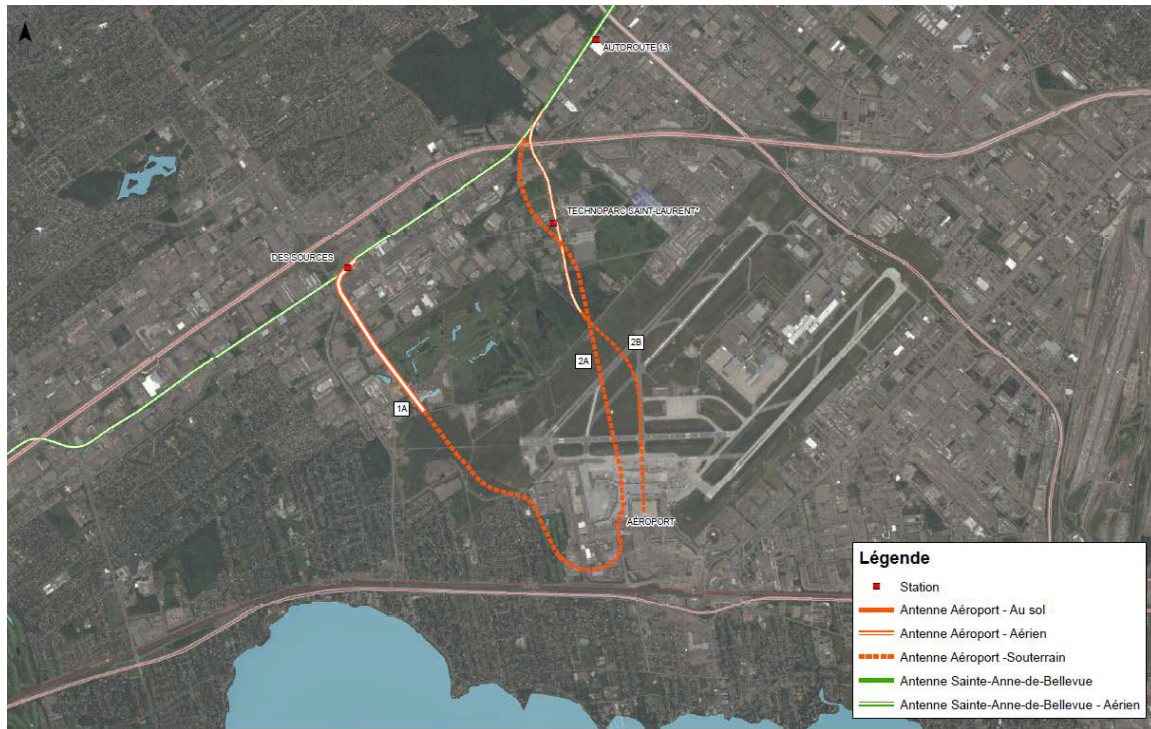 AUTOROUTE 13
TECHNOPARC SAINT-LAURENT*
DES SOURCES
2B
2A
1A
AÉROPORT
Légende
Station
Antenne Aéroport - Au sol
Antenne Aéroport - Aérien
Antenne Aéroport -Souterrain
Antenne Sainte-Anne-de-Bellevue
Antenne Sainte-Anne-de-Bellevue - Aérien